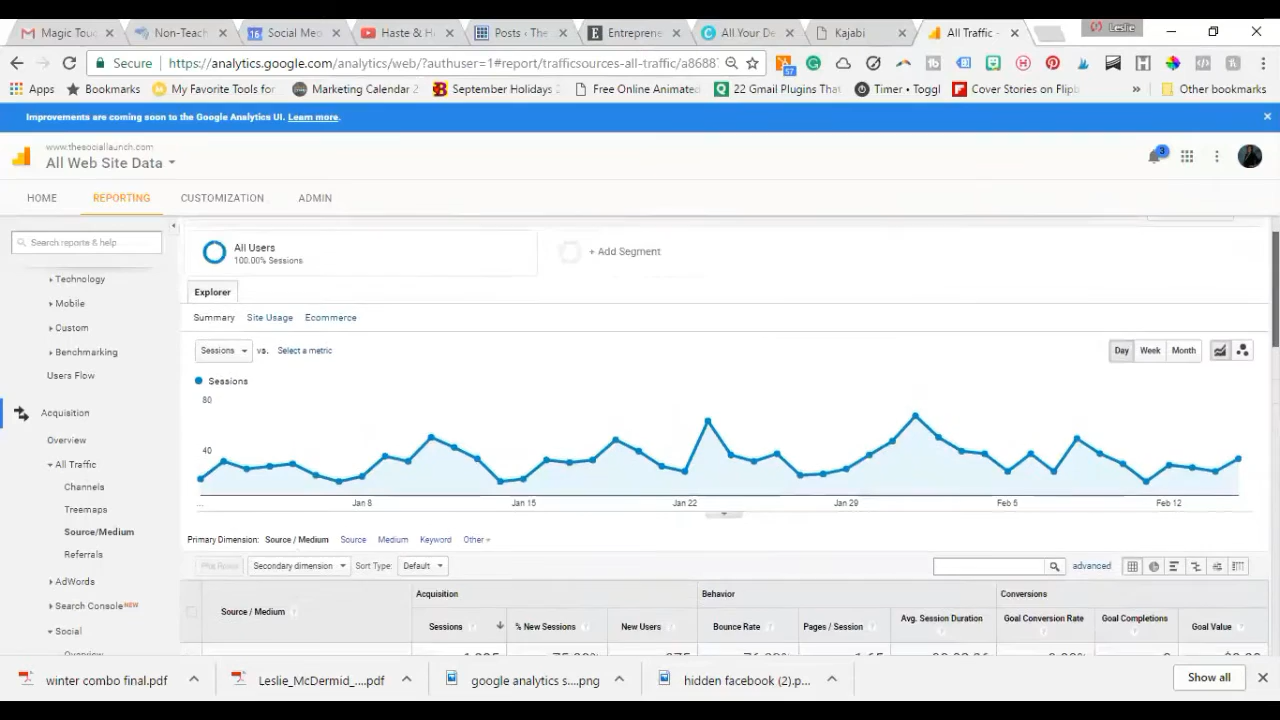 Magic Touc
Non-Teach
Social Med
Haste & 
Posts ‹ The
Entreprene
All Your De
Kajabi
All Traffic -
Leslie
Secure
https://analytics.google.com/analytics/web/?authuser=1#report/trafficsources-all-traffic/a8688
57
Apps
Bookmarks
My Favorite Tools for
Marketing Calendar 2
September Holidays
Free Online Animated
22 Gmail Plugins Tha
Timer • Toggl
Cover Stories on Flipb
»
Other bookmarks
Improvements are coming soon to the Google Analytics UI. Learn more.
www.thesociallaunch.com
All Web Site Data
3
HOME
REPORTING
CUSTOMIZATION
ADMIN
Search reports & help
Technology
Mobile
Custom
Benchmarking
Users Flow
Acquisition
Overview
All Traffic
Channels
Treemaps
Source/Medium
Referrals
AdWords
Search Console NEW
Social
Overview
All Users
100.00% Sessions
+ Add Segment
Explorer
Summary
Site Usage
Ecommerce
Sessions
vs.
Select a metric
Day
Week
Month
Sessions
80
40
...
Jan 8
Jan 15
Jan 22
Jan 29
Feb 5
Feb 12
Primary Dimension:
Source / Medium
Source
Medium
Keyword
Other
Plot Rows
Secondary dimension
Sort Type:
Default
advanced
Source / Medium
Acquisition
Behavior
Conversions
Sessions
% New Sessions
New Users
Bounce Rate
Pages / Session
Avg. Session Duration
Goal Conversion Rate
Goal Completions
Goal Value
winter combo final.pdf
Leslie_McDermid_....pdf
google analytics s....png
hidden facebook (2).p...
Show all